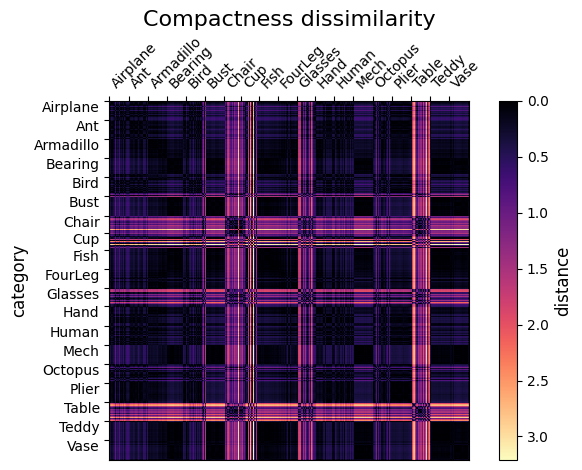 Compactness dissimilarity
Airplane
Ant
Armadillo
Bearing
Bird
Bust
Chair
Cup
Fish
FourLeg
Glasses
Hand
Human
Mech
Octopus
Plier
Table
Teddy
Vase
Airplane
Ant
Armadillo
Bearing
Bird
Bust
Chair
Cup
Fish
FourLeg
Glasses
Hand
Human
Mech
Octopus
Plier
Table
Teddy
Vase
category
0.0
0.5
1.0
1.5
2.0
2.5
3.0
distance